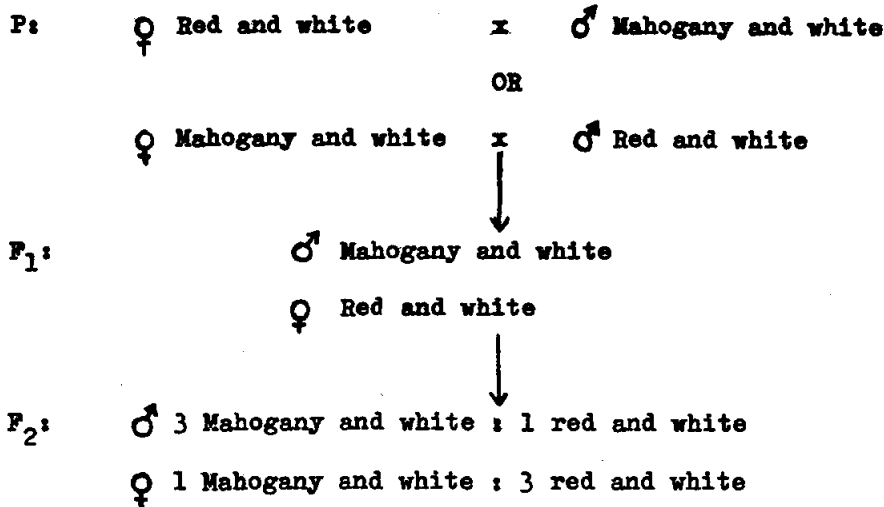 P: ♀ Red and white x ♂ Mahogany and white
OR
♀ Mahogany and white x ♂ Red and white
F1: ♂ Mahogany and white
♀ Red and white
F2: ♂ 3 Mahogany and white : 1 red and white
♀ 1 Mahogany and white : 3 red and white